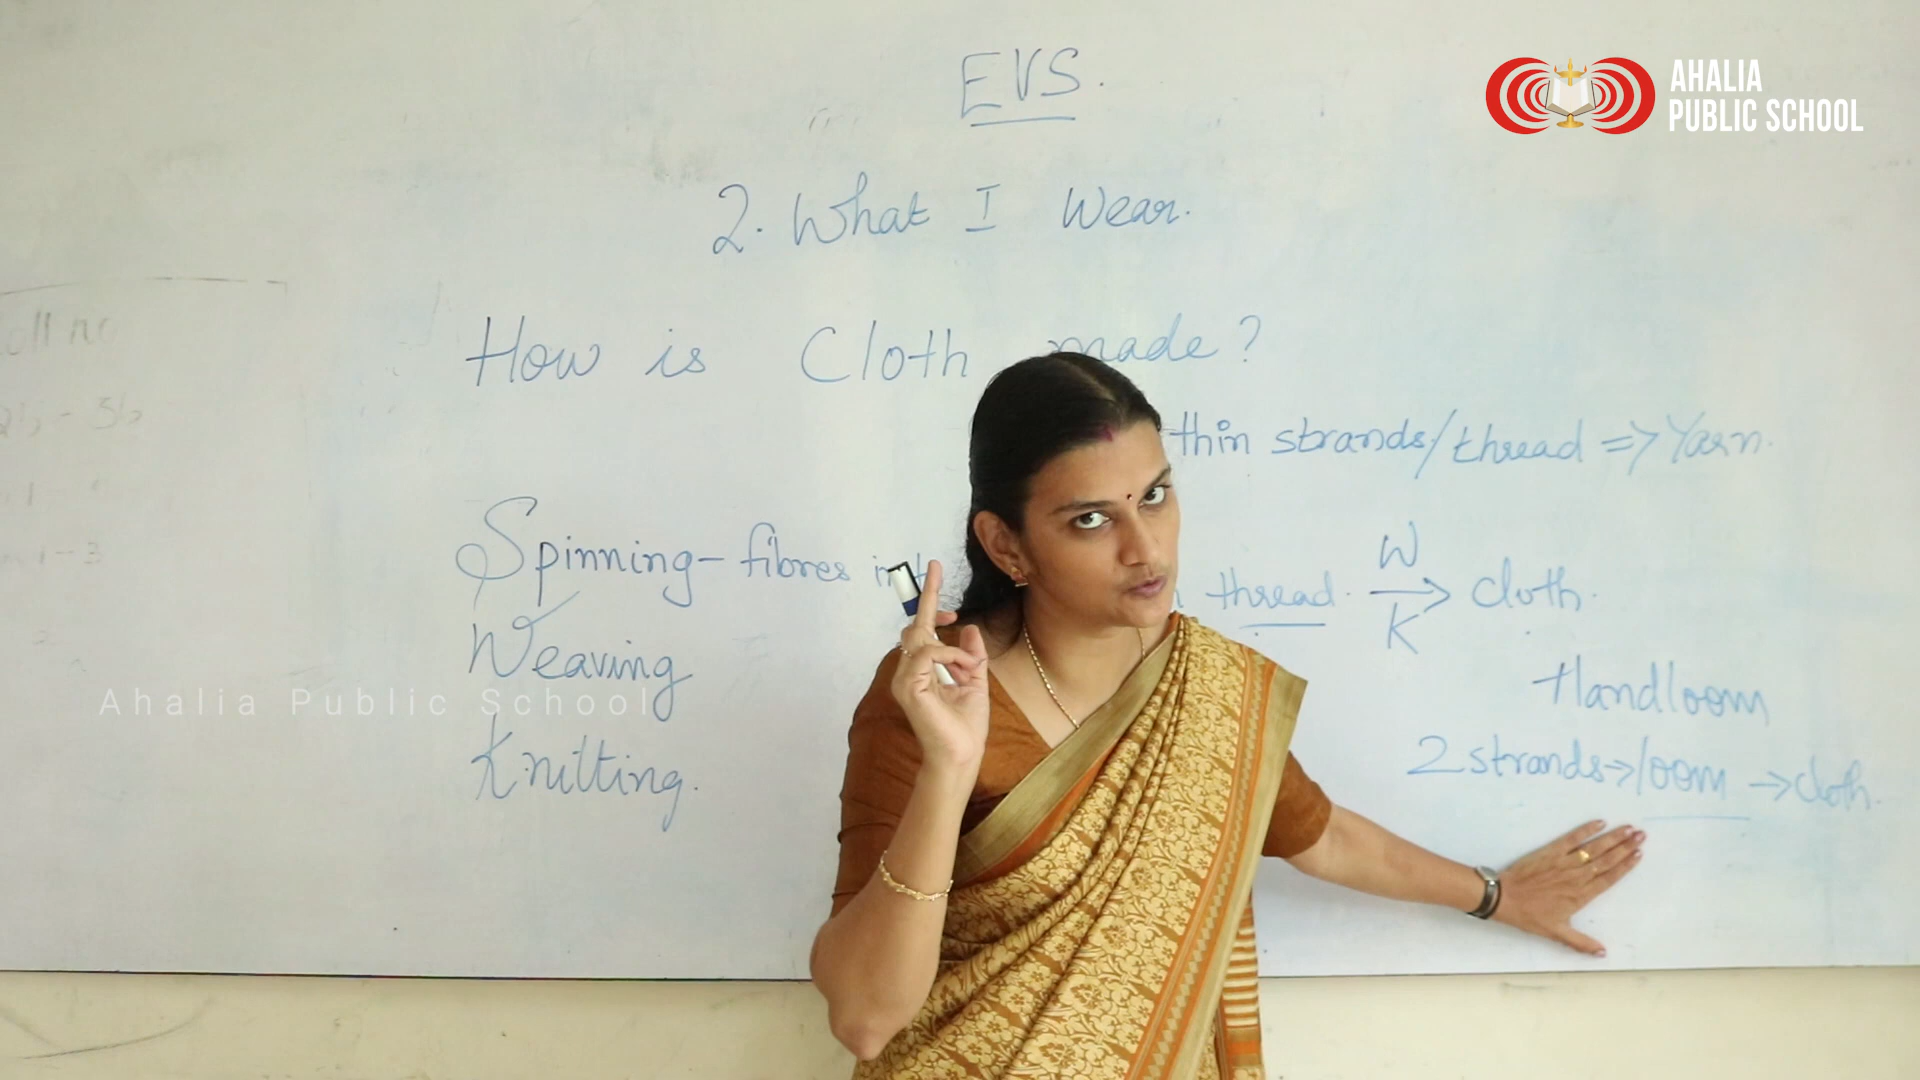 EVS.
AHALIA
PUBLIC SCHOOL
2. What I Wear.
How is Cloth made?
thin strands/thread => Yarn.
Spinning - fibres into thread. W K → cloth.
Weaving
Handloom
Ahalia Public School
Knitting.
2 strands → loom → cloth.